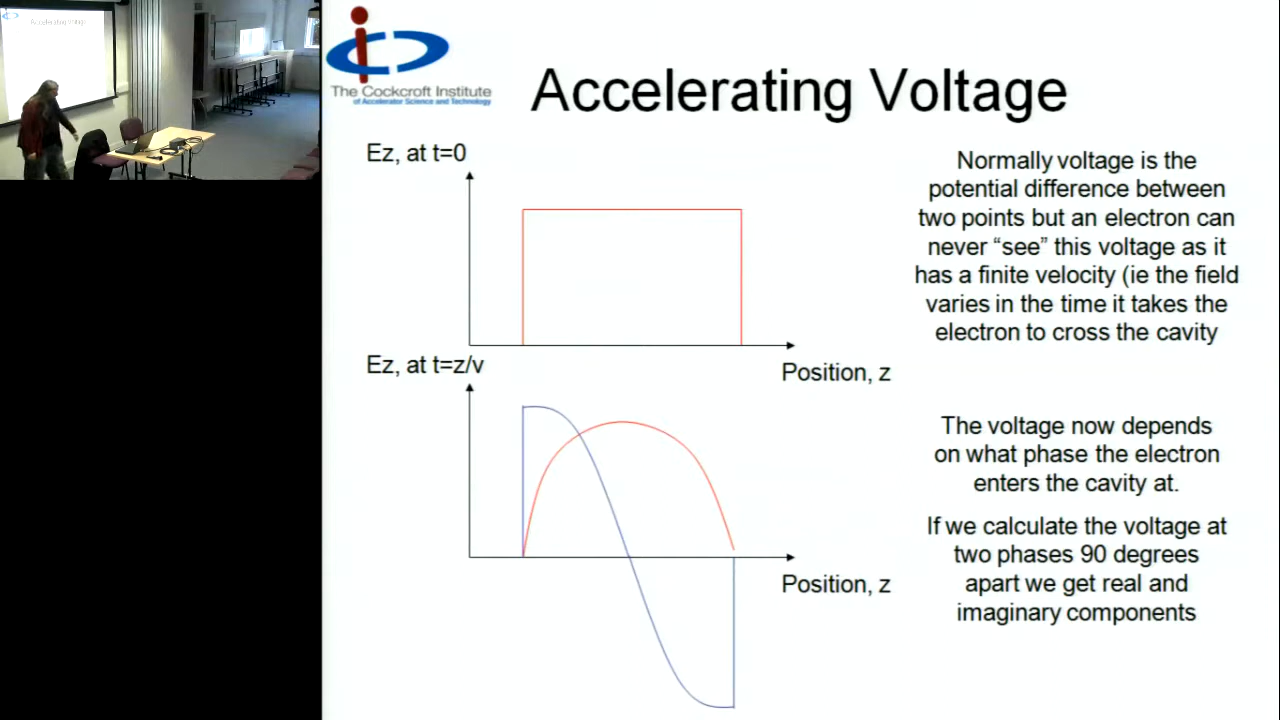 Accelerating Voltage
The Cockcroft Institute
of Accelerator Science and Technology
Accelerating Voltage
Ez, at t=0
Position, z
Ez, at t=z/v
Position, z
Normally voltage is the
potential difference between
two points but an electron can
never “see” this voltage as it
has a finite velocity (ie the field
varies in the time it takes the
electron to cross the cavity
The voltage now depends
on what phase the electron
enters the cavity at.
If we calculate the voltage at
two phases 90 degrees
apart we get real and
imaginary components